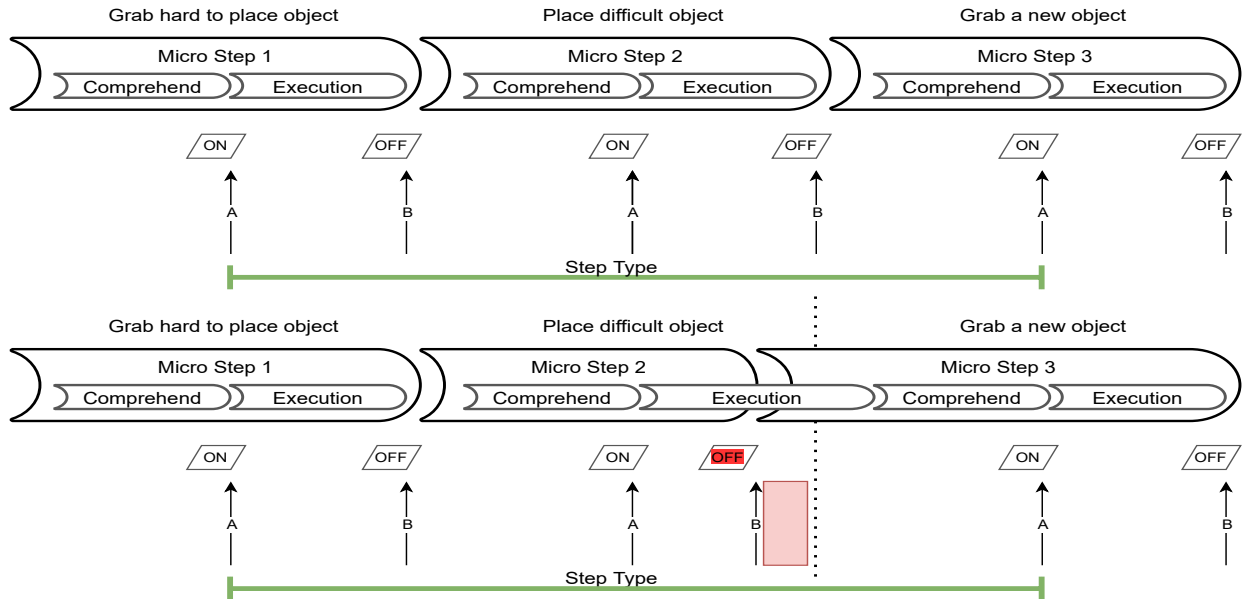 Grab hard to place object Place difficult object Grab a new object
Micro Step 1 Micro Step 2 Micro Step 3
Comprehend Execution Comprehend Execution Comprehend Execution
ON OFF ON OFF ON OFF
A B A B A B
Step Type
Grab hard to place object Place difficult object Grab a new object
Micro Step 1 Micro Step 2 Micro Step 3
Comprehend Execution Comprehend Execution Comprehend Execution
ON OFF ON OFF ON OFF
A B A B A B
Step Type